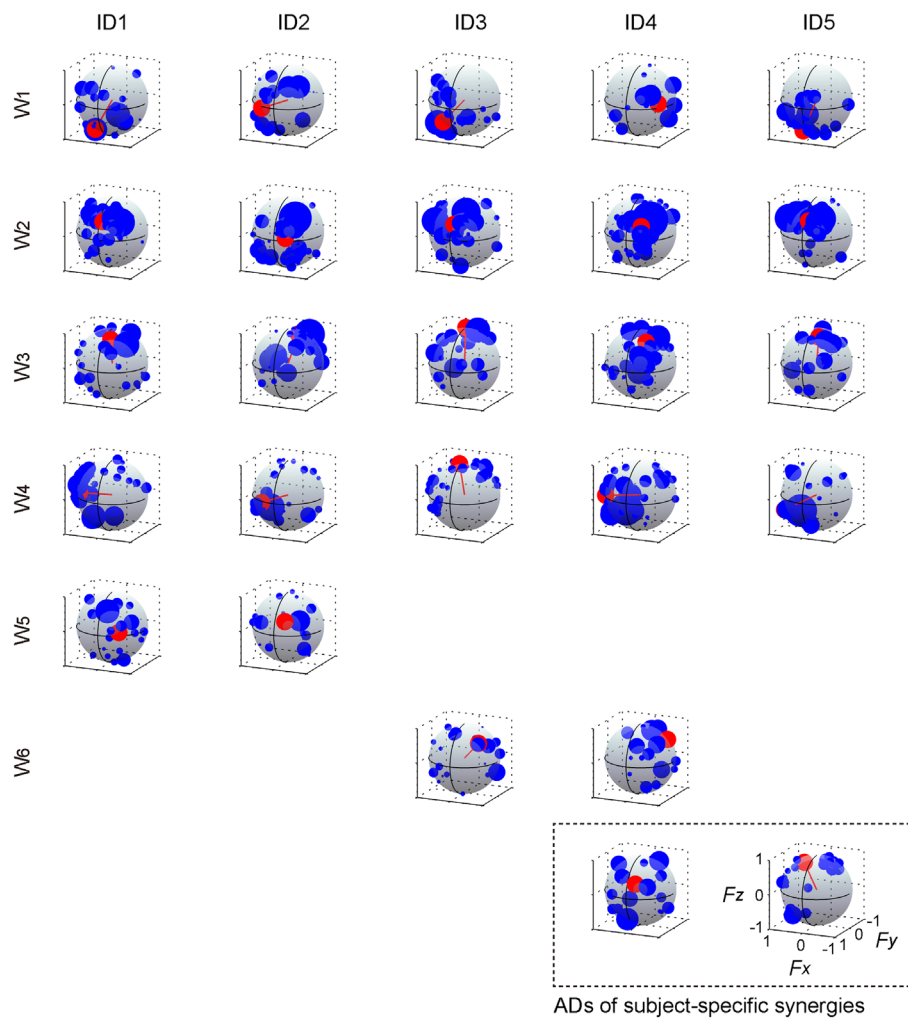 ID1 ID2 ID3 ID4 ID5
W1
W2
W3
W4
W5
W6
1
Fz 0
-1
1 0 -1
Fx
1 0 -1
Fy
ADs of subject-specific synergies